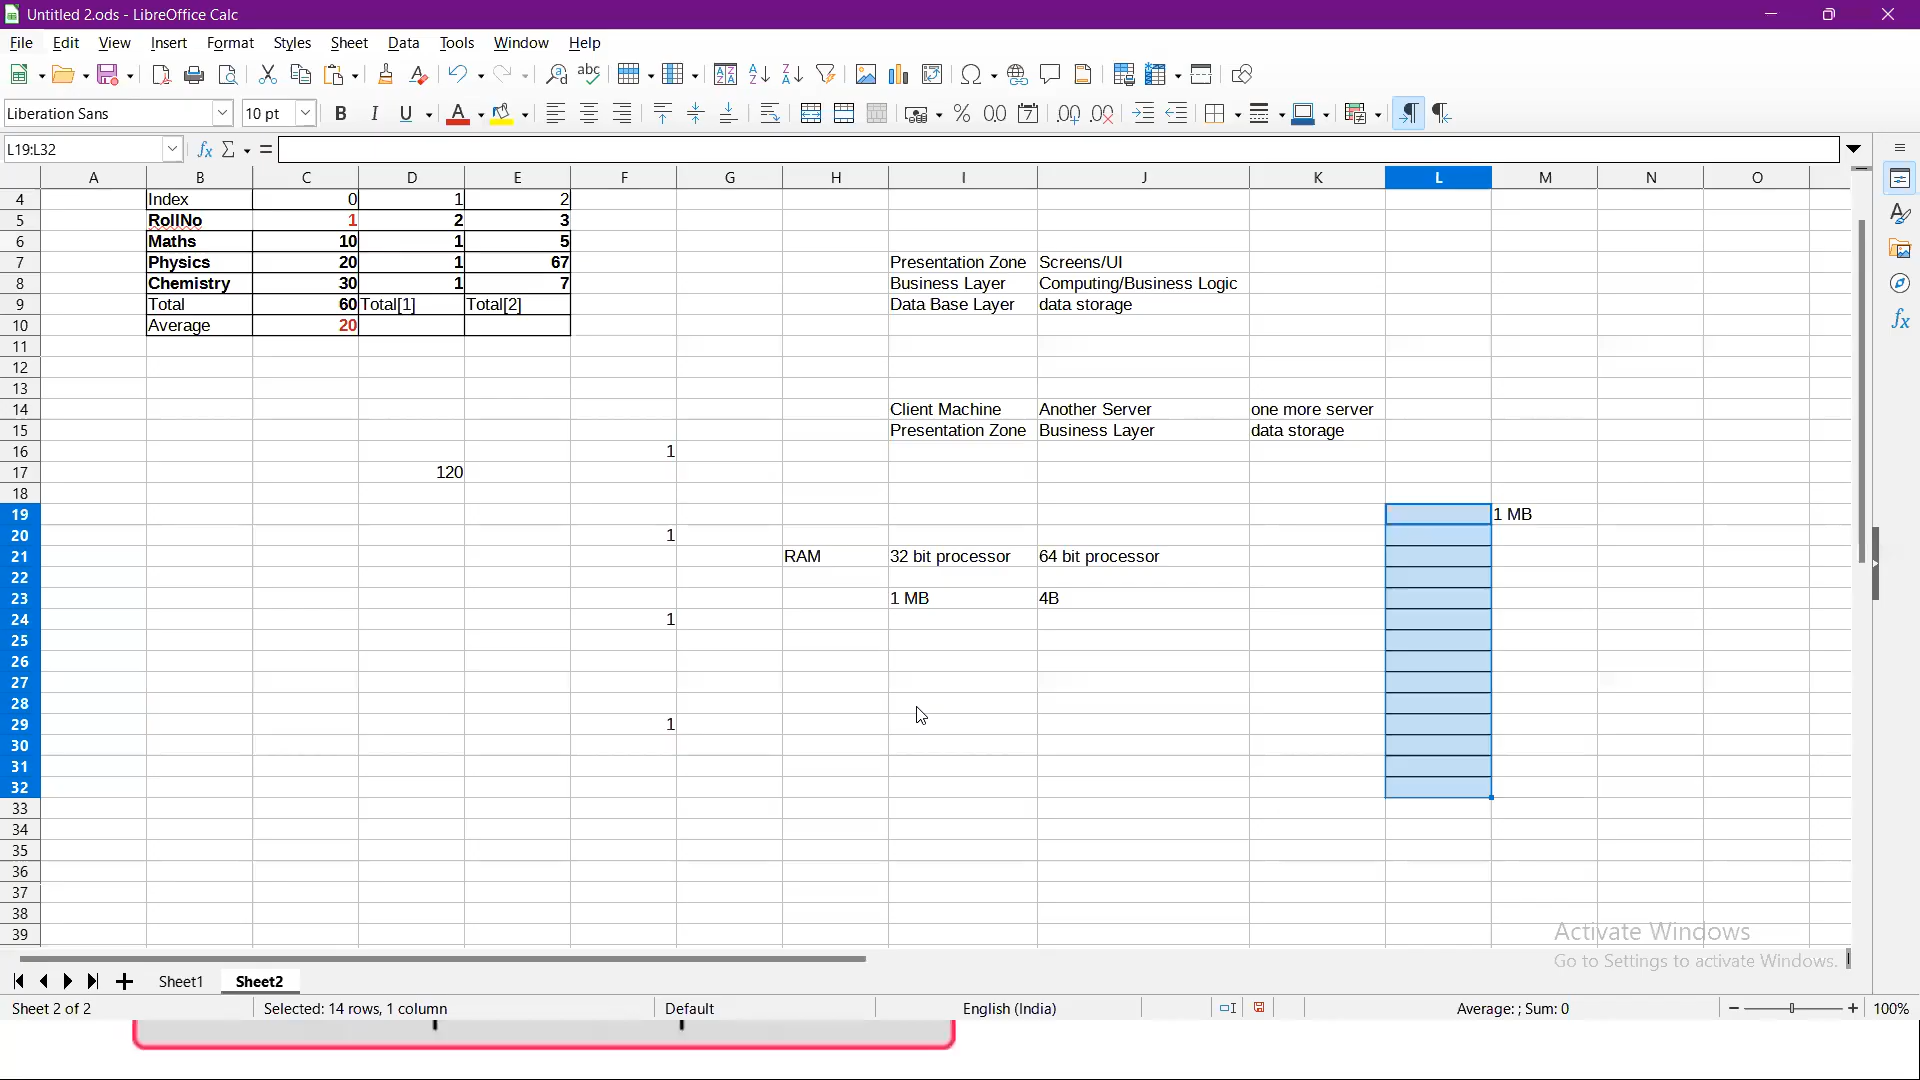 Untitled 2.ods - LibreOffice Calc
File Edit View Insert Format Styles Sheet Data Tools Window Help
Liberation Sans 10 pt
L19:L32
A B C D E F G H I J K L M N O
4 Index 0 1 2
5 RollNo 1 2 3
6 Maths 10 1 5
7 Physics 20 1 67 Presentation Zone Screens/UI
8 Chemistry 30 1 7 Business Layer Computing/Business Logic
9 Total 60 Total[1] Total[2] Data Base Layer data storage
10 Average 20
11
12
13
14 Client Machine Another Server one more server
15 Presentation Zone Business Layer data storage
16 1
17 120
18
19 1 MB
20 1
21 RAM 32 bit processor 64 bit processor
22
23 1 MB 4B
24 1
25
26
27
28
29 1
30
31
32
33
34
35
36
37
38
39
Activate Windows
Go to Settings to activate Windows.
Sheet1 Sheet2
Sheet 2 of 2 Selected: 14 rows, 1 column Default English (India) Average: ; Sum: 0 100%